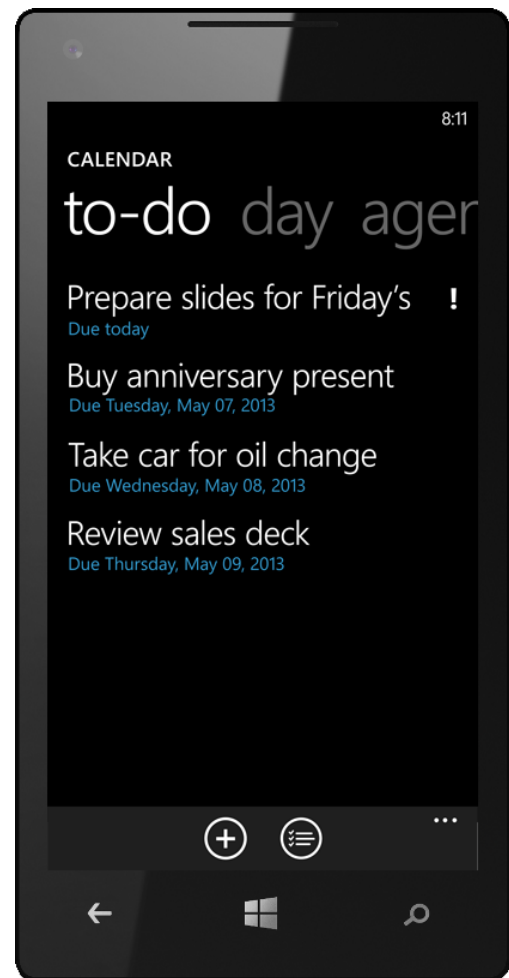 8:11
CALENDAR
to-do day agen
Prepare slides for Friday's !
Due today
Buy anniversary present
Due Tuesday, May 07, 2013
Take car for oil change
Due Wednesday, May 08, 2013
Review sales deck
Due Thursday, May 09, 2013